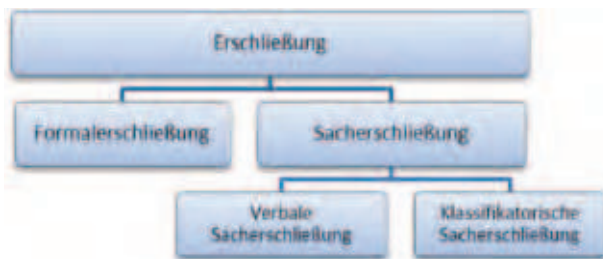 Erschließung
Formalerschließung
Sacherschließung
Verbale
Sacherschließung
Klassifikatorische
Sacherschließung